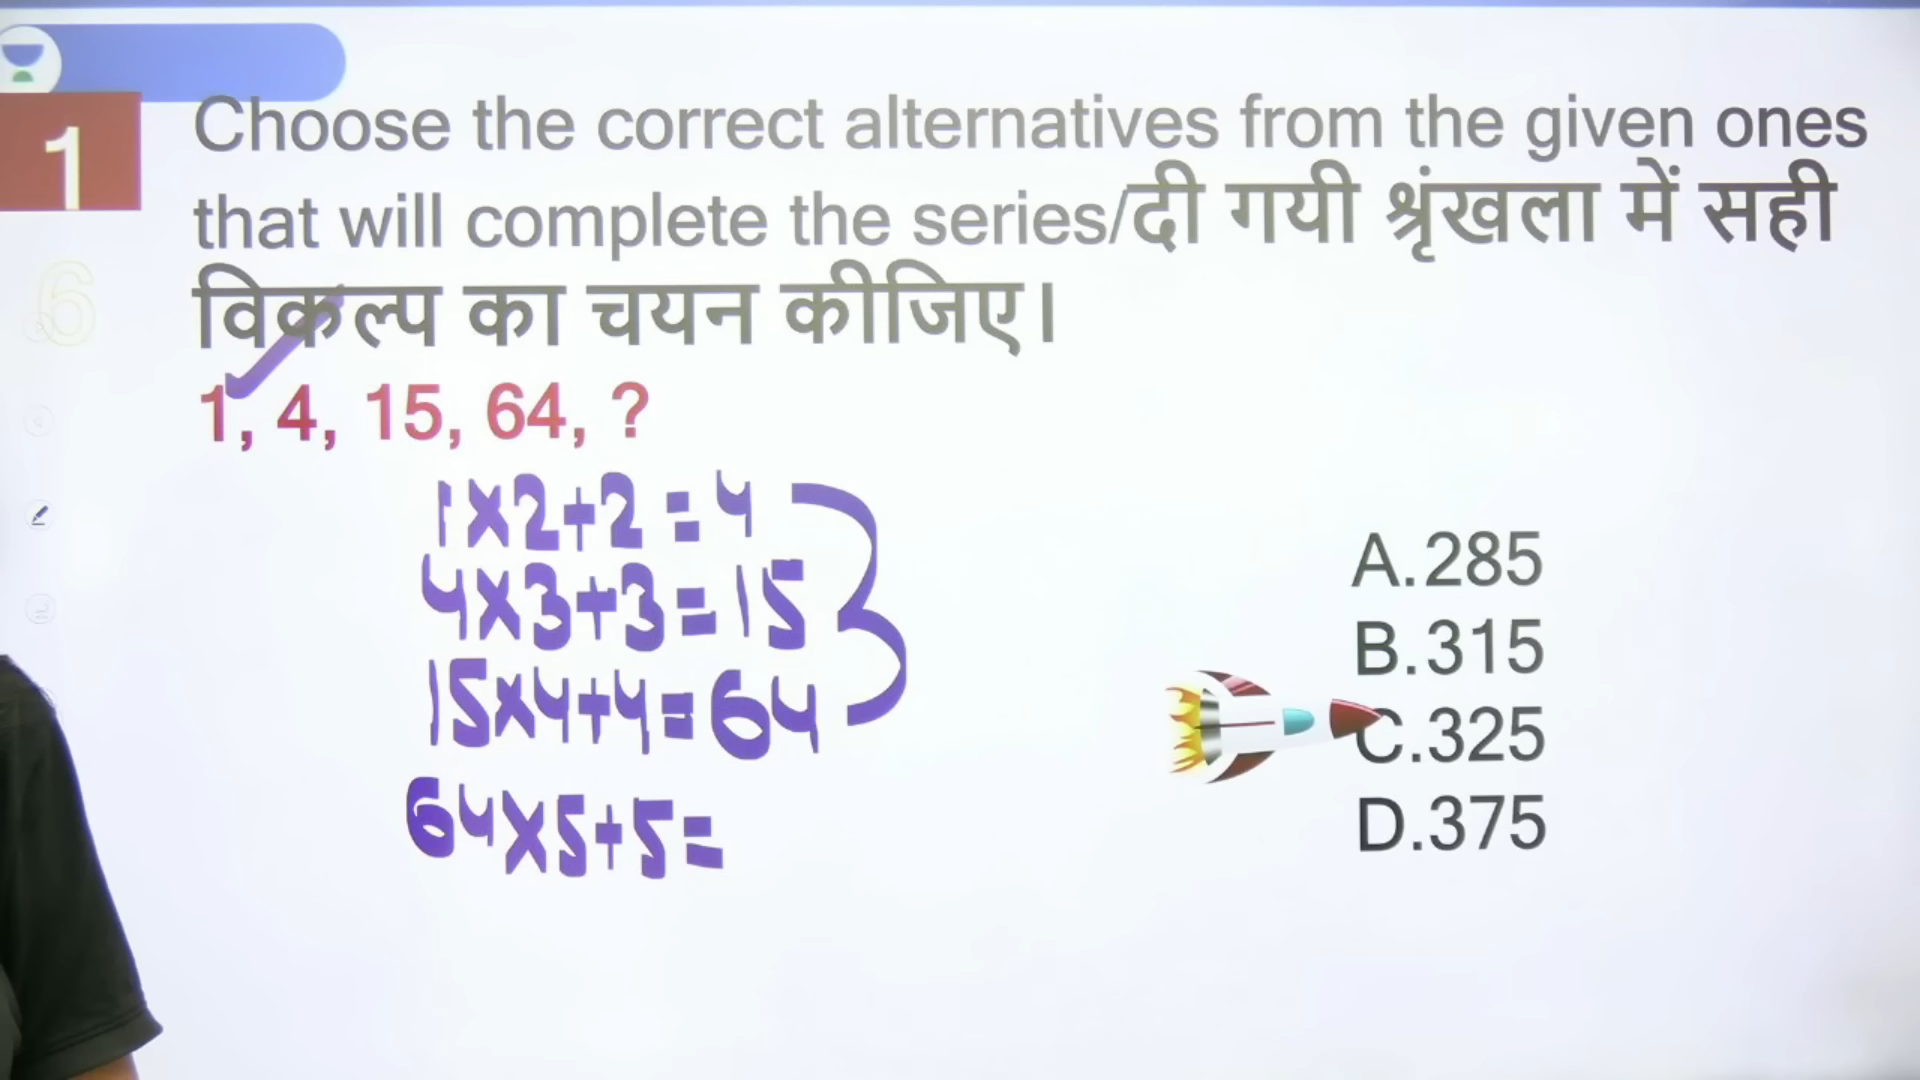 1
Choose the correct alternatives from the given ones
that will complete the series/दी गयी श्रृंखला में सही
विकल्प का चयन कीजिए।
1, 4, 15, 64, ?
1×2+2=4
4×3+3=15
15×4+4=64
64×5+5=
A.285
B.315
C.325
D.375
6